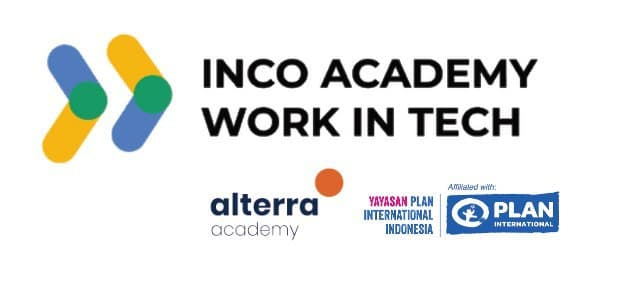 INCO ACADEMY
WORK IN TECH
alterra
academy
YAYASAN PLAN
INTERNATIONAL
INDONESIA
Affiliated with:
PLAN
INTERNATIONAL